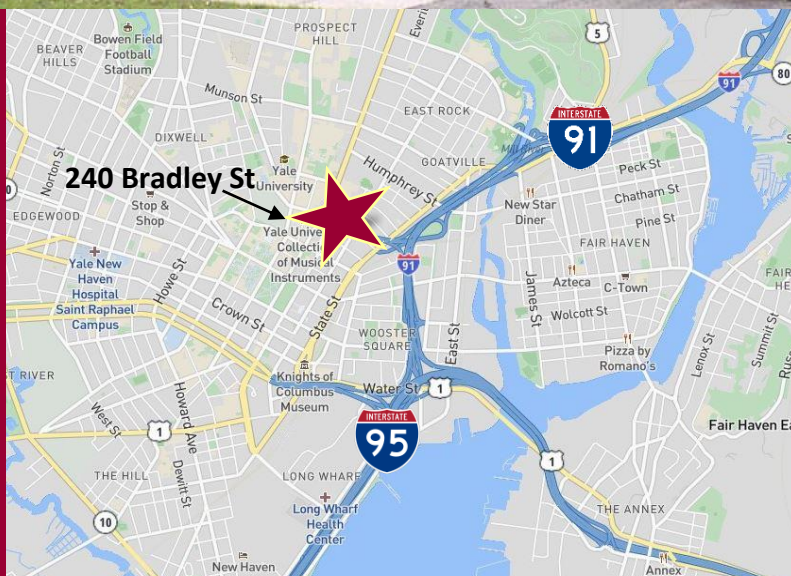 PROSPECT
HILL
Bowen Field
Football
Stadium
BEAVER
HILLS
5
91
80
Munson St
EAST ROCK
INTERSTATE
91
DIXWELL
GOATVILLE
Norton St
Yale
University
Humphrey St
Peck St
240 Bradley St
Chatham St
Stop &
Shop
New Star
Diner
EDGEWOOD
Pine St
Collection
of Musical
Instruments
FAIR HAVEN
Yale New
Haven
Hospital
Saint Raphael
Campus
Howe St
91
James St
Azteca
C-Town
Crown St
State St
Wolcott St
WOOSTER
SQUARE
East St
Lenox St
Summit St
Pizza by
Romano's
Knights of
Columbus
Museum
Water St
1
Howard Ave
West St
1
INTERSTATE
95
Fair Haven
1
THE HILL
Dewitt St
LONG WHARF
Long Wharf
Health
Center
10
THE ANNEX
New Haven
Annex